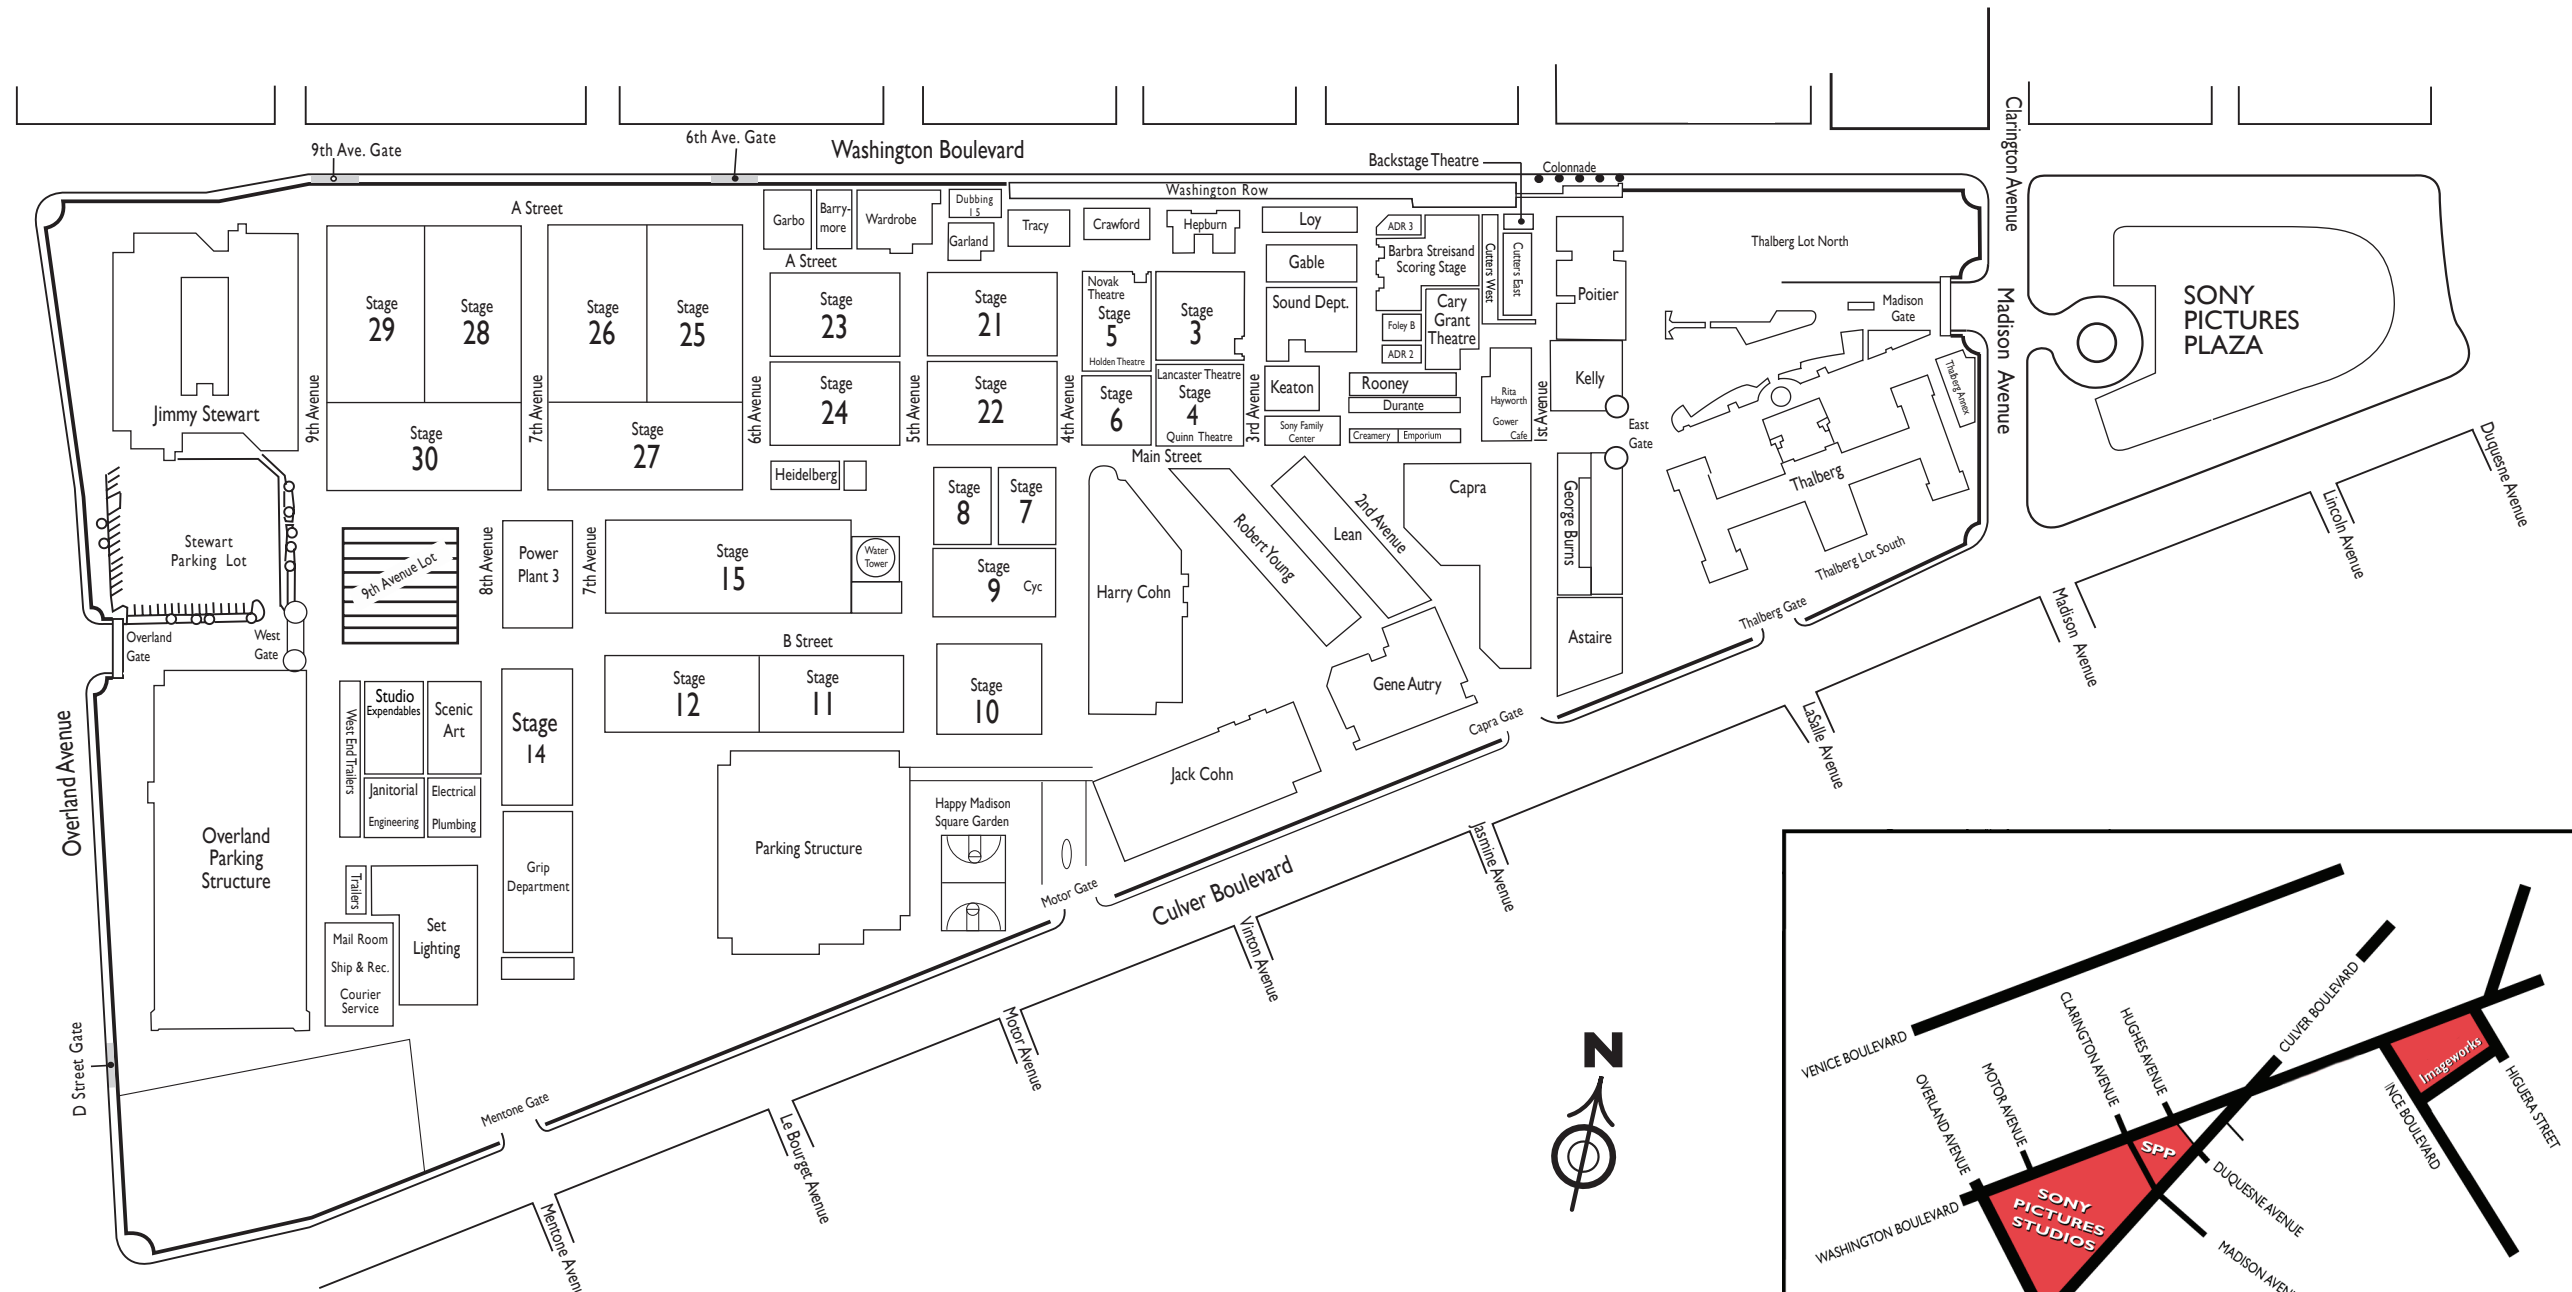 Clarington Avenue
6th Ave. Gate
9th Ave. Gate
Washington Boulevard
Backstage Theatre
Colonnade
Washington Row
A Street
Garbo
Barry-
more
Wardrobe
Dubbing
15
Garland
Tracy
Crawford
Hepburn
Loy
ADR 3
Barbra Streisand
Scoring Stage
Cutters West
Cutters East
Thalberg Lot North
A Street
Gable
Stage
29
Stage
28
Stage
26
Stage
25
Stage
23
Stage
21
Novak
Theatre
Stage
5
Holden Theatre
Stage
3
Sound Dept.
Cary
Grant
Theatre
Foley B
ADR 2
Poitier
Madison
Gate
Madison Avenue
SONY
PICTURES
PLAZA
Jimmy Stewart
9th Avenue
Stage
30
7th Avenue
Stage
27
6th Avenue
Stage
24
5th Avenue
Stage
22
4th Avenue
Stage
6
Lancaster Theatre
Stage
4
Quinn Theatre
3rd Avenue
Keaton
Rooney
Durante
Sony Family
Center
Creamery
Emporium
Rita
Hayworth
Gower
Cafe
1st Avenue
Kelly
East
Gate
Thalberg Annex
Thalberg
Thalberg Lot South
Main Street
Heidelberg
Stage
8
Stage
7
Stage
9
Cyc
Harry Cohn
Robert Young
Lean
2nd Avenue
Capra
George Burns
Astaire
Thalberg Gate
Duquesne Avenue
Lincoln Avenue
Madison Avenue
LaSalle Avenue
Stewart
Parking Lot
9th Avenue Lot
8th Avenue
Power
Plant 3
7th Avenue
Stage
15
Water
Tower
Overland
Gate
West
Gate
B Street
Stage
12
Stage
11
Stage
10
Gene Autry
Capra Gate
Jack Cohn
Overland Avenue
Overland
Parking
Structure
West End Trailers
Studio
Expendables
Scenic
Art
Janitorial
Engineering
Electrical
Plumbing
Stage
14
Grip
Department
Parking Structure
Happy Madison
Square Garden
Motor Gate
Culver Boulevard
Jasmine Avenue
Vinton Avenue
Trailers
Set
Lighting
Mail Room
Ship & Rec.
Courier
Service
D Street Gate
Mentone Gate
Motor Avenue
Le Bourget Avenue
Mentone Avenu
N
VENICE BOULEVARD
CULVER BOULEVARD
CLARINGTON AVENUE
HUGHES AVENUE
MOTOR AVENUE
OVERLAND AVENUE
WASHINGTON BOULEVARD
Imageworks
INCE BOULEVARD
HIGUERA STREET
SPP
SONY
PICTURES
STUDIOS
DUQUESNE AVENUE
MADISON AVEN